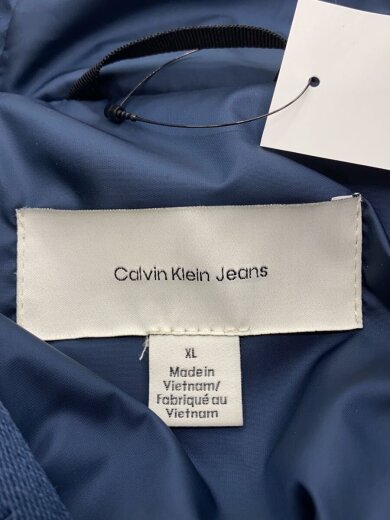 Calvin Klein Jeans
XL
Made in
Vietnam/
Fabriqué au
Vietnam